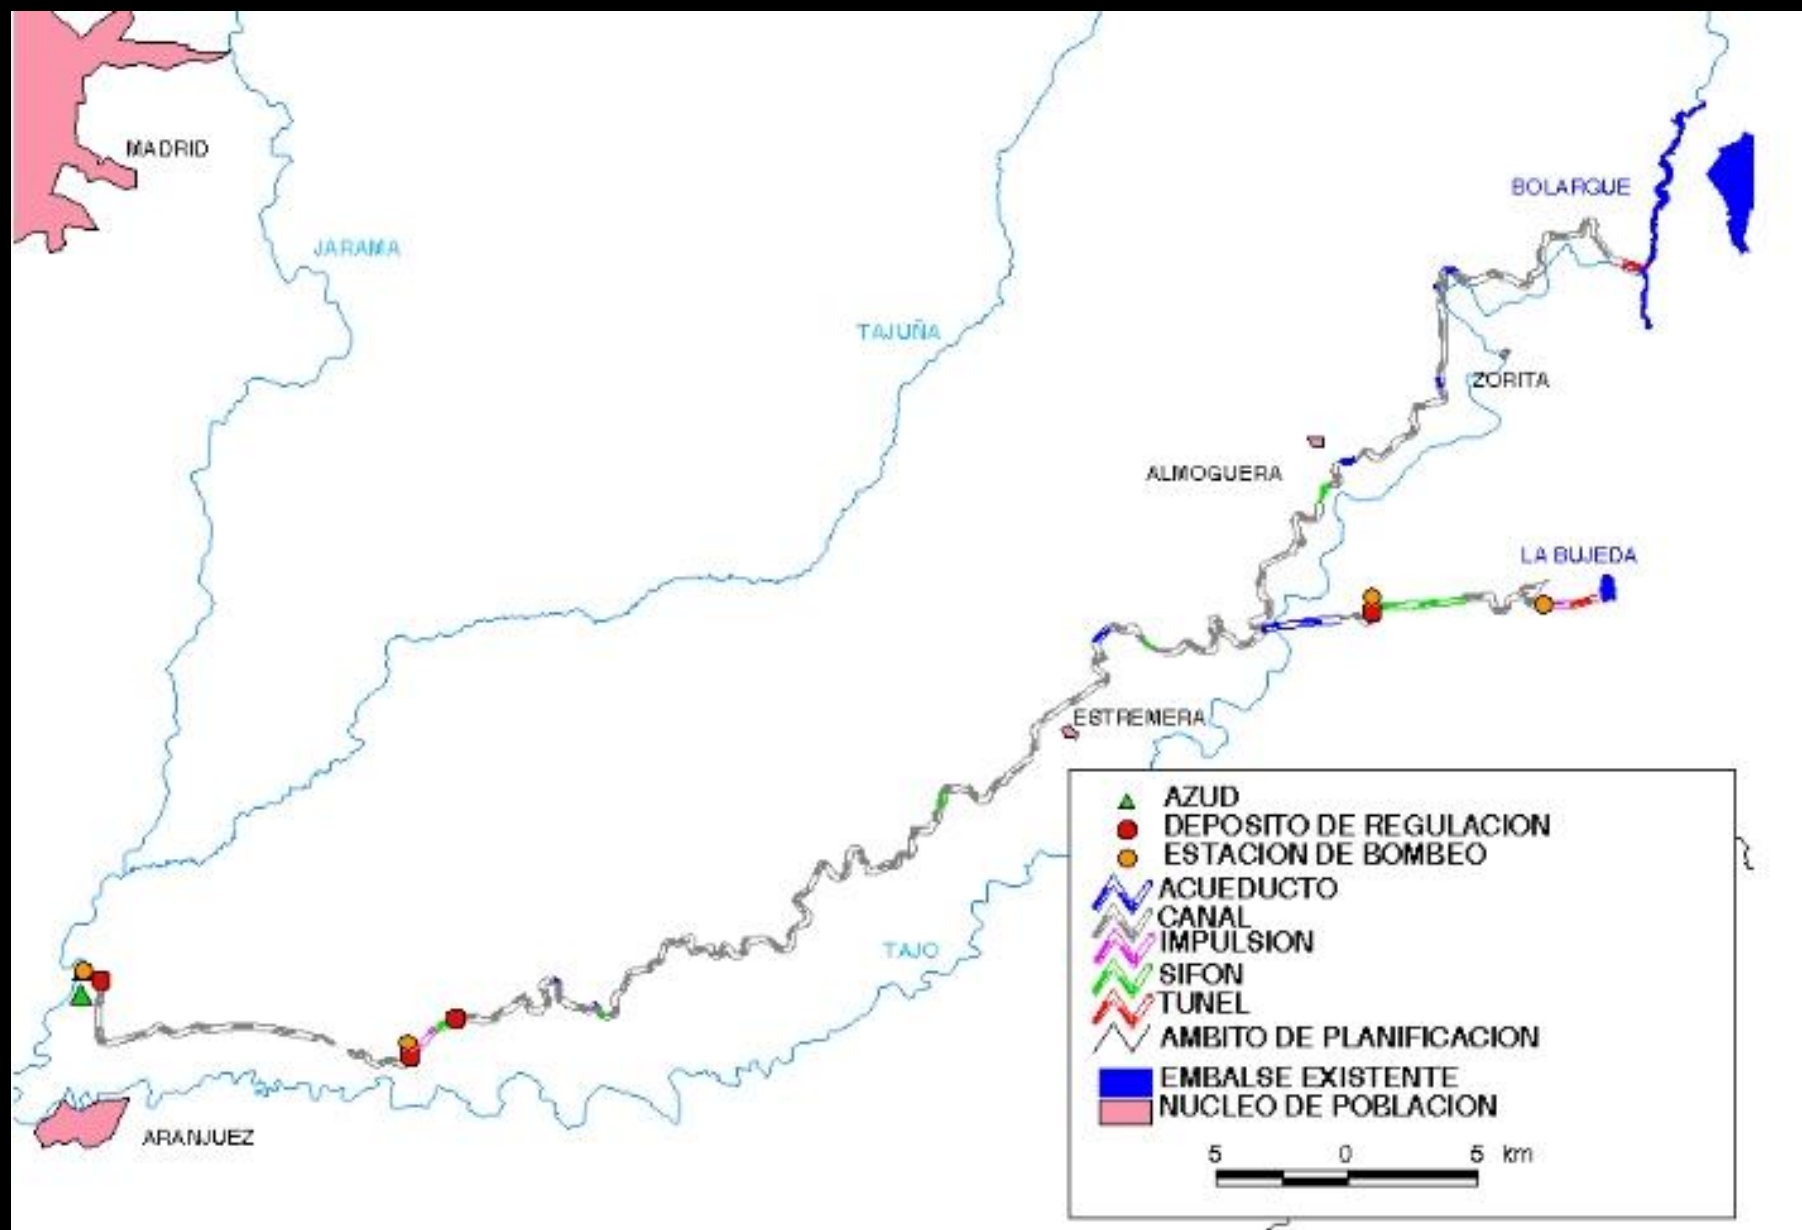 MADRID
BOLARQUE
JARAMA
TAJUÑA
ZORITA
ALMOGUERA
LA BUJEDA
ESTREMERA
AZUD
DEPOSITO DE REGULACION
ESTACION DE BOMBEO
ACUEDUCTO
CANAL
IMPULSION
SIFON
TUNEL
AMBITO DE PLANIFICACION
EMBALSE EXISTENTE
NUCLEO DE POBLACION
5 0 5 km
TAJO
ARANJUEZ